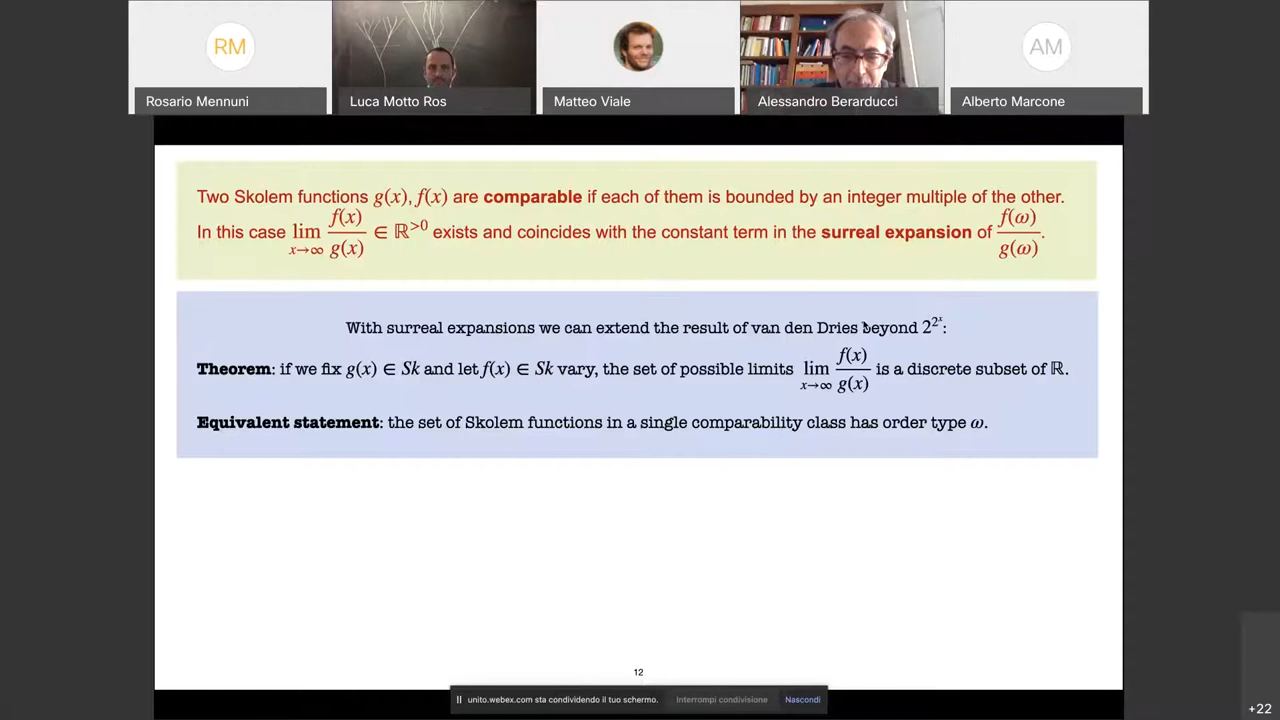 RM
AM
Rosario Mennuni
Luca Motto Ros
Matteo Viale
Alessandro Berarducci
Alberto Marcone
Two Skolem functions g(x), f(x) are comparable if each of them is bounded by an integer multiple of the other.
In this case lim x→∞ f(x)/g(x) ∈ ℝ^>0 exists and coincides with the constant term in the surreal expansion of f(ω)/g(ω).
With surreal expansions we can extend the result of van den Dries beyond 2^2^x:
Theorem: if we fix g(x) ∈ Sk and let f(x) ∈ Sk vary, the set of possible limits lim x→∞ f(x)/g(x) is a discrete subset of ℝ.
Equivalent statement: the set of Skolem functions in a single comparability class has order type ω.
12
unito.webex.com sta condividendo il tuo schermo. Interrompi condivisione Nascondi
+22